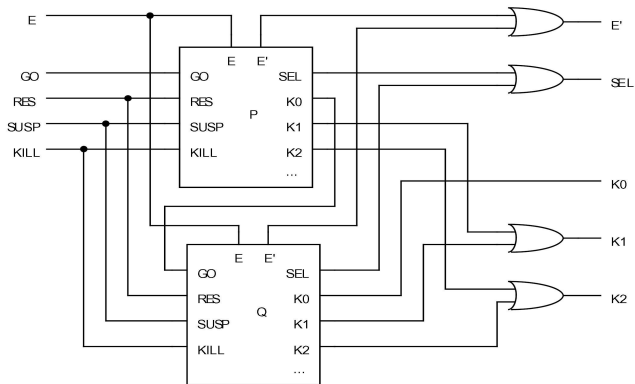 E
E'
E E'
GO GO SEL SEL
RES RES K0
P
SUSP SUSP K1
KILL KILL K2
...
K0
E E'
GO SEL
K1
RES K0
Q
SUSP K1
K2
KILL K2
...